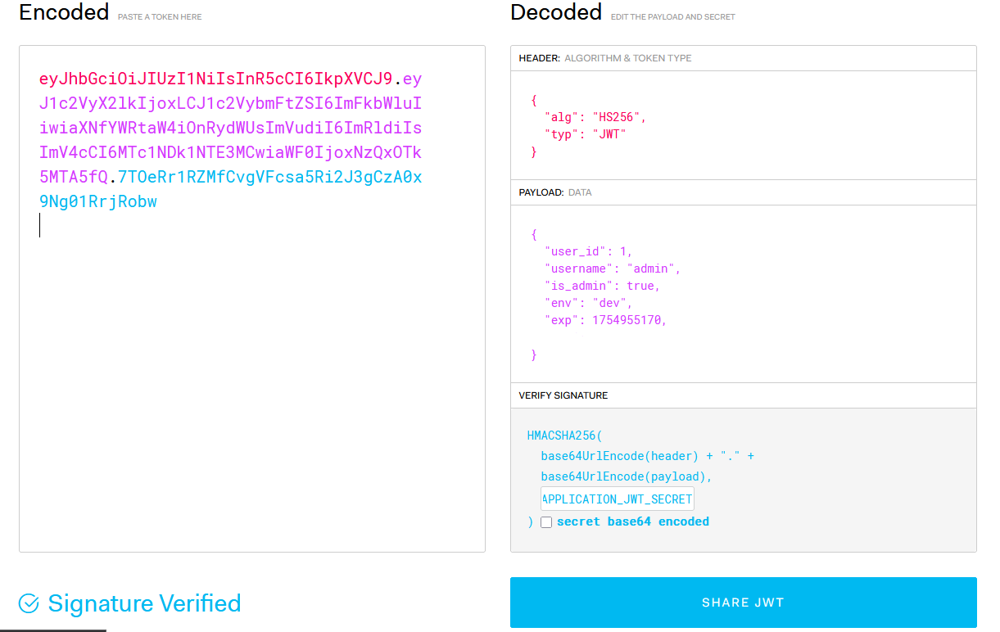 Encoded PASTE A TOKEN HERE
eyJhbGciOiJIUzI1NiIsInR5cCI6IkpXVCJ9.ey
J1c2VyX2lkIjoxLCJ1c2VybmFtZSI6ImFkbWluI
iwiaXNfYWRtaW4iOnRydWUsImVudiI6ImRldiIs
ImV4cCI6MTc1NDk1NTE3MCwiaWF0IjoxNzQxOTk
5MTA5fQ.7TOeRr1RZMfCvgVFcsa5Ri2J3gCzA0x
9Ng01RrjRobw
Signature Verified
Decoded EDIT THE PAYLOAD AND SECRET
HEADER: ALGORITHM & TOKEN TYPE
{
"alg": "HS256",
"typ": "JWT"
}
PAYLOAD: DATA
{
"user_id": 1,
"username": "admin",
"is_admin": true,
"env": "dev",
"exp": 1754955170,
}
VERIFY SIGNATURE
HMACSHA256(
base64UrlEncode(header) + "." +
base64UrlEncode(payload),
APPLICATION_JWT_SECRET
) secret base64 encoded
SHARE JWT